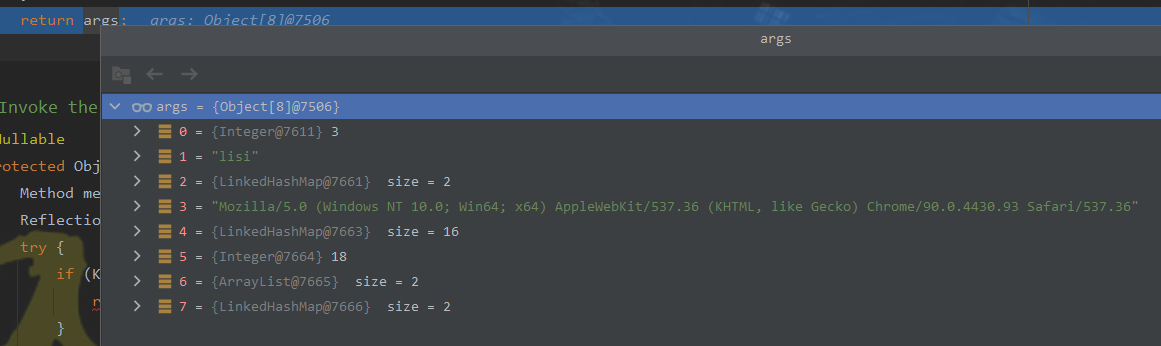 return args;  args: Object[8]@7506
args
args = {Object[8]@7506}
0 = {Integer@7611} 3
1 = "lisi"
2 = {LinkedHashMap@7661}  size = 2
3 = "Mozilla/5.0 (Windows NT 10.0; Win64; x64) AppleWebKit/537.36 (KHTML, like Gecko) Chrome/90.0.4430.93 Safari/537.36"
4 = {LinkedHashMap@7663}  size = 16
5 = {Integer@7664} 18
6 = {ArrayList@7665}  size = 2
7 = {LinkedHashMap@7666}  size = 2
Invoke the
Nullable
rotected Obj
Method me
Reflectio
try {
if (K
r
}